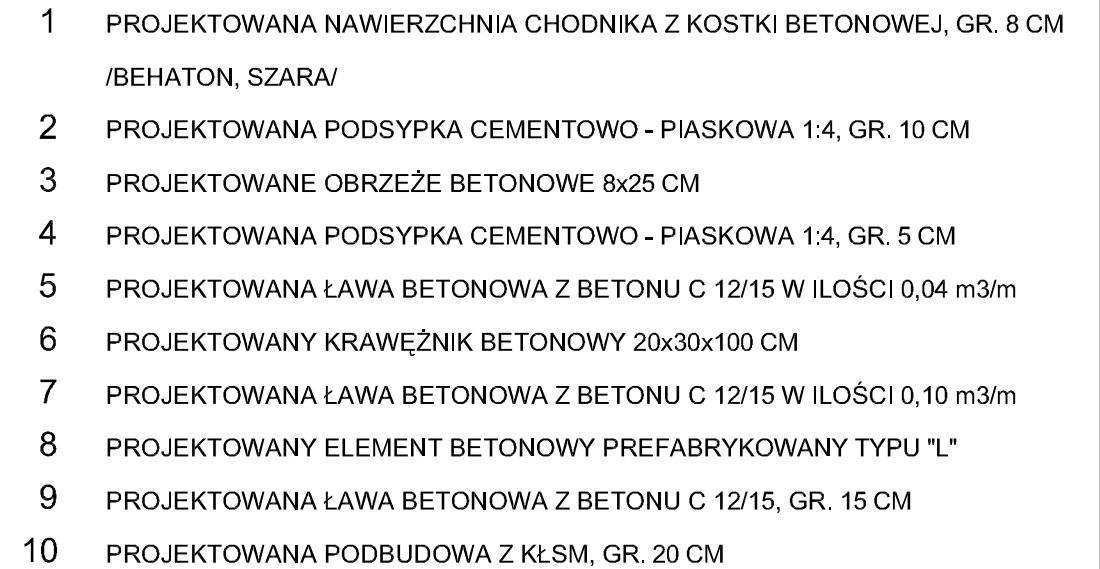 1 PROJEKTOWANA NAWIERZCHNIA CHODNIKA Z KOSTKI BETONOWEJ, GR. 8 CM
/BEHATON, SZARA/
2 PROJEKTOWANA PODSYPKA CEMENTOWO - PIASKOWA 1:4, GR. 10 CM
3 PROJEKTOWANE OBRZEŻE BETONOWE 8x25 CM
4 PROJEKTOWANA PODSYPKA CEMENTOWO - PIASKOWA 1:4, GR. 5 CM
5 PROJEKTOWANA ŁAWA BETONOWA Z BETONU C 12/15 W ILOŚCI 0,04 m3/m
6 PROJEKTOWANY KRAWĘŻNIK BETONOWY 20x30x100 CM
7 PROJEKTOWANA ŁAWA BETONOWA Z BETONU C 12/15 W ILOŚCI 0,10 m3/m
8 PROJEKTOWANY ELEMENT BETONOWY PREFABRYKOWANY TYPU "L"
9 PROJEKTOWANA ŁAWA BETONOWA Z BETONU C 12/15, GR. 15 CM
10 PROJEKTOWANA PODBUDOWA Z KŁSM, GR. 20 CM